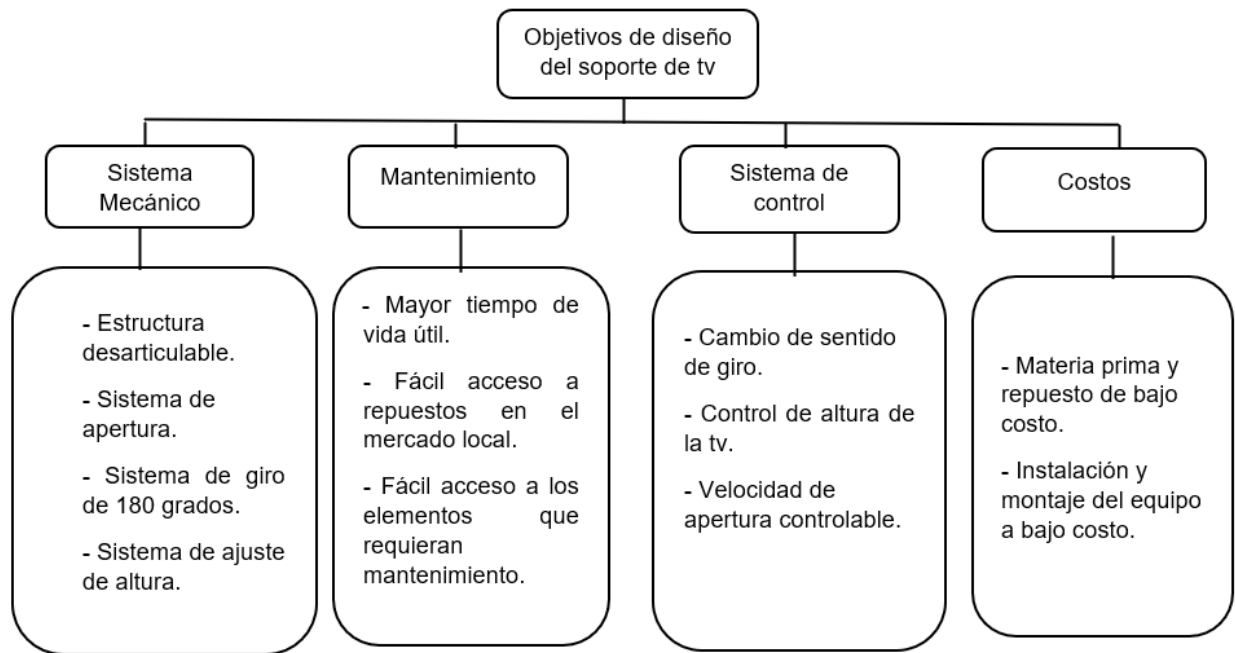 Objetivos de diseño
del soporte de tv
Sistema
Mecánico
Mantenimiento
Sistema de
control
Costos
- Estructura
desarticulable.
- Sistema de
apertura.
- Sistema de giro
de 180 grados.
- Sistema de ajuste
de altura.
- Mayor tiempo de
vida útil.
- Fácil acceso a
repuestos en el
mercado local.
- Fácil acceso a los
elementos que
requieran
mantenimiento.
- Cambio de sentido
de giro.
- Control de altura de
la tv.
- Velocidad de
apertura controlable.
- Materia prima y
repuesto de bajo
costo.
- Instalación y
montaje del equipo
a bajo costo.